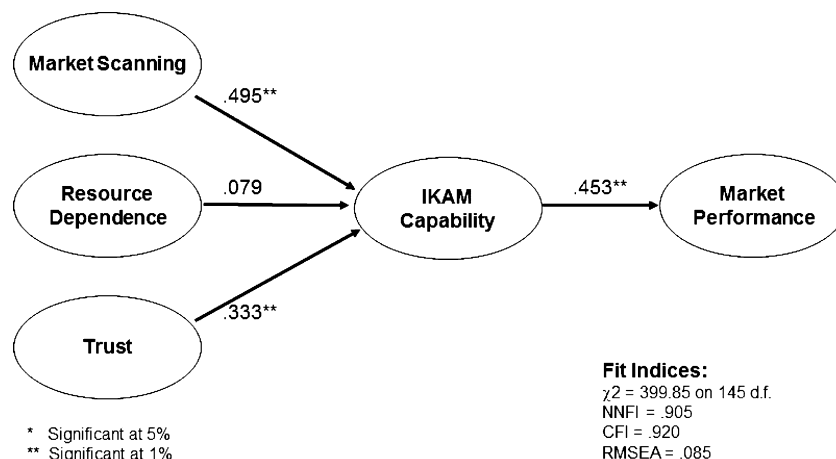 Market Scanning
.495**
Resource
Dependence
.079
IKAM
Capability
.453**
Market
Performance
.333**
Trust
Fit Indices:
χ2 = 399.85 on 145 d.f.
NNFI = .905
CFI = .920
RMSEA = .085
* Significant at 5%
** Significant at 1%